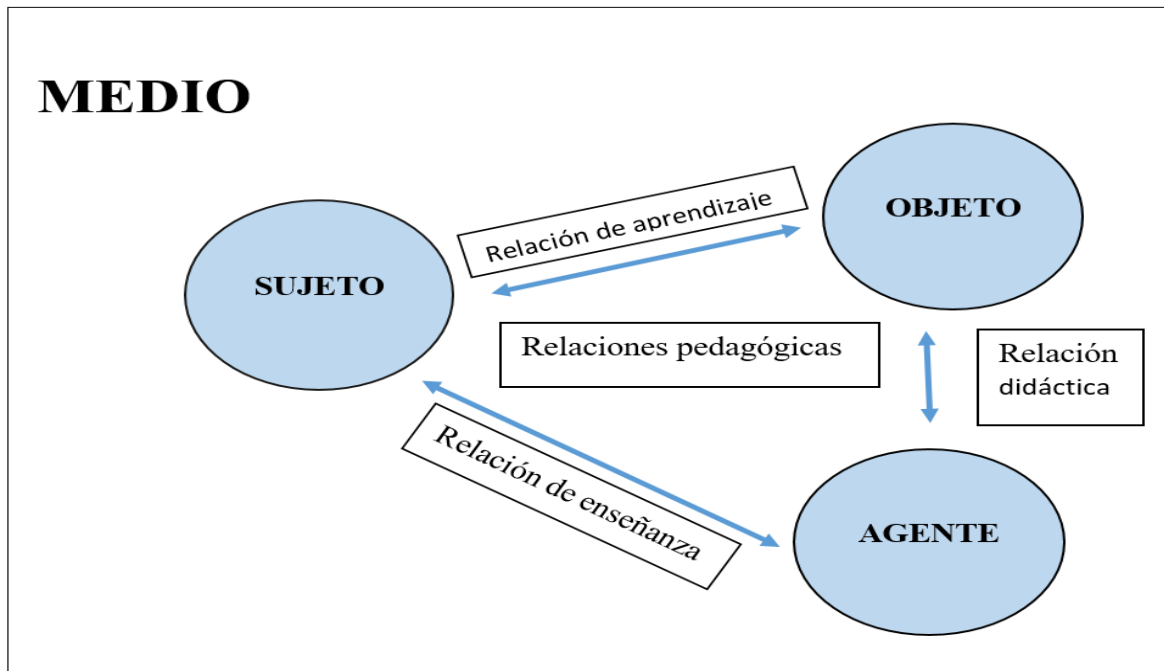 MEDIO
OBJETO
Relación de aprendizaje
SUJETO
Relaciones pedagógicas
Relación
didáctica
Relación de enseñanza
AGENTE